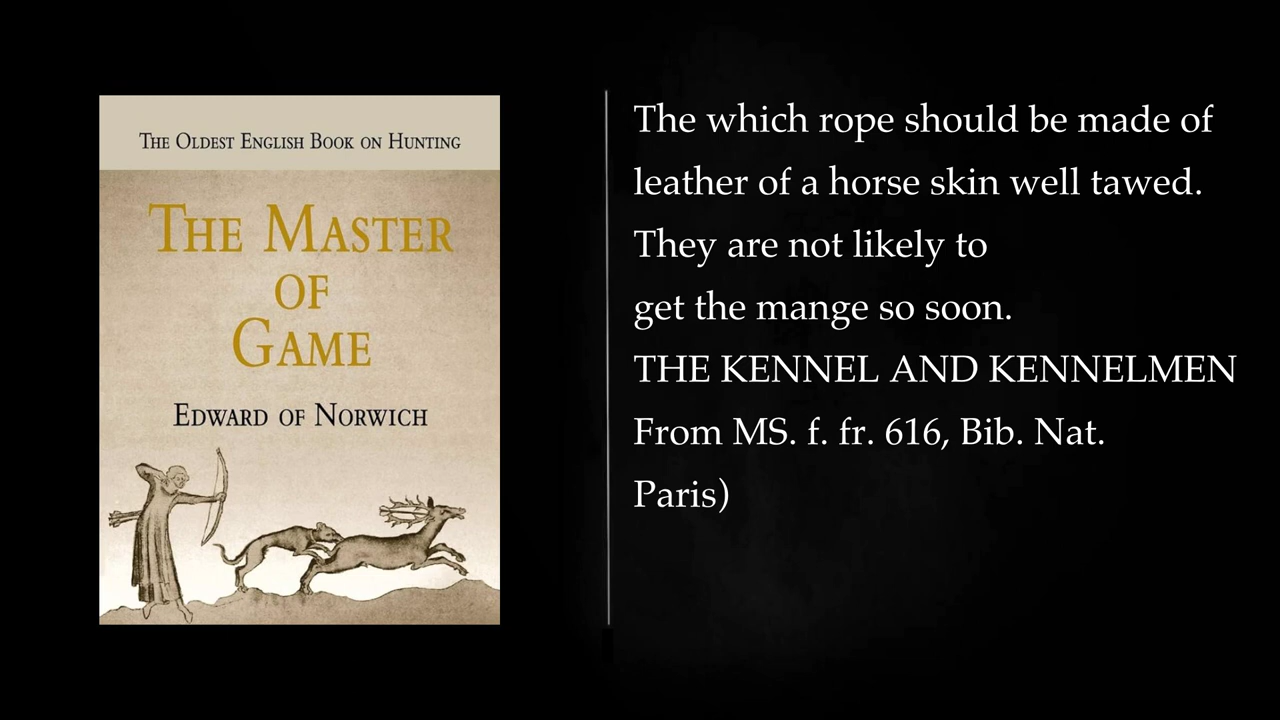 The Oldest English Book on Hunting
The Master
of
Game
Edward of Norwich
The which rope should be made of
leather of a horse skin well tawed.
They are not likely to
get the mange so soon.
THE KENNEL AND KENNELMEN
From MS. f. fr. 616, Bib. Nat.
Paris)